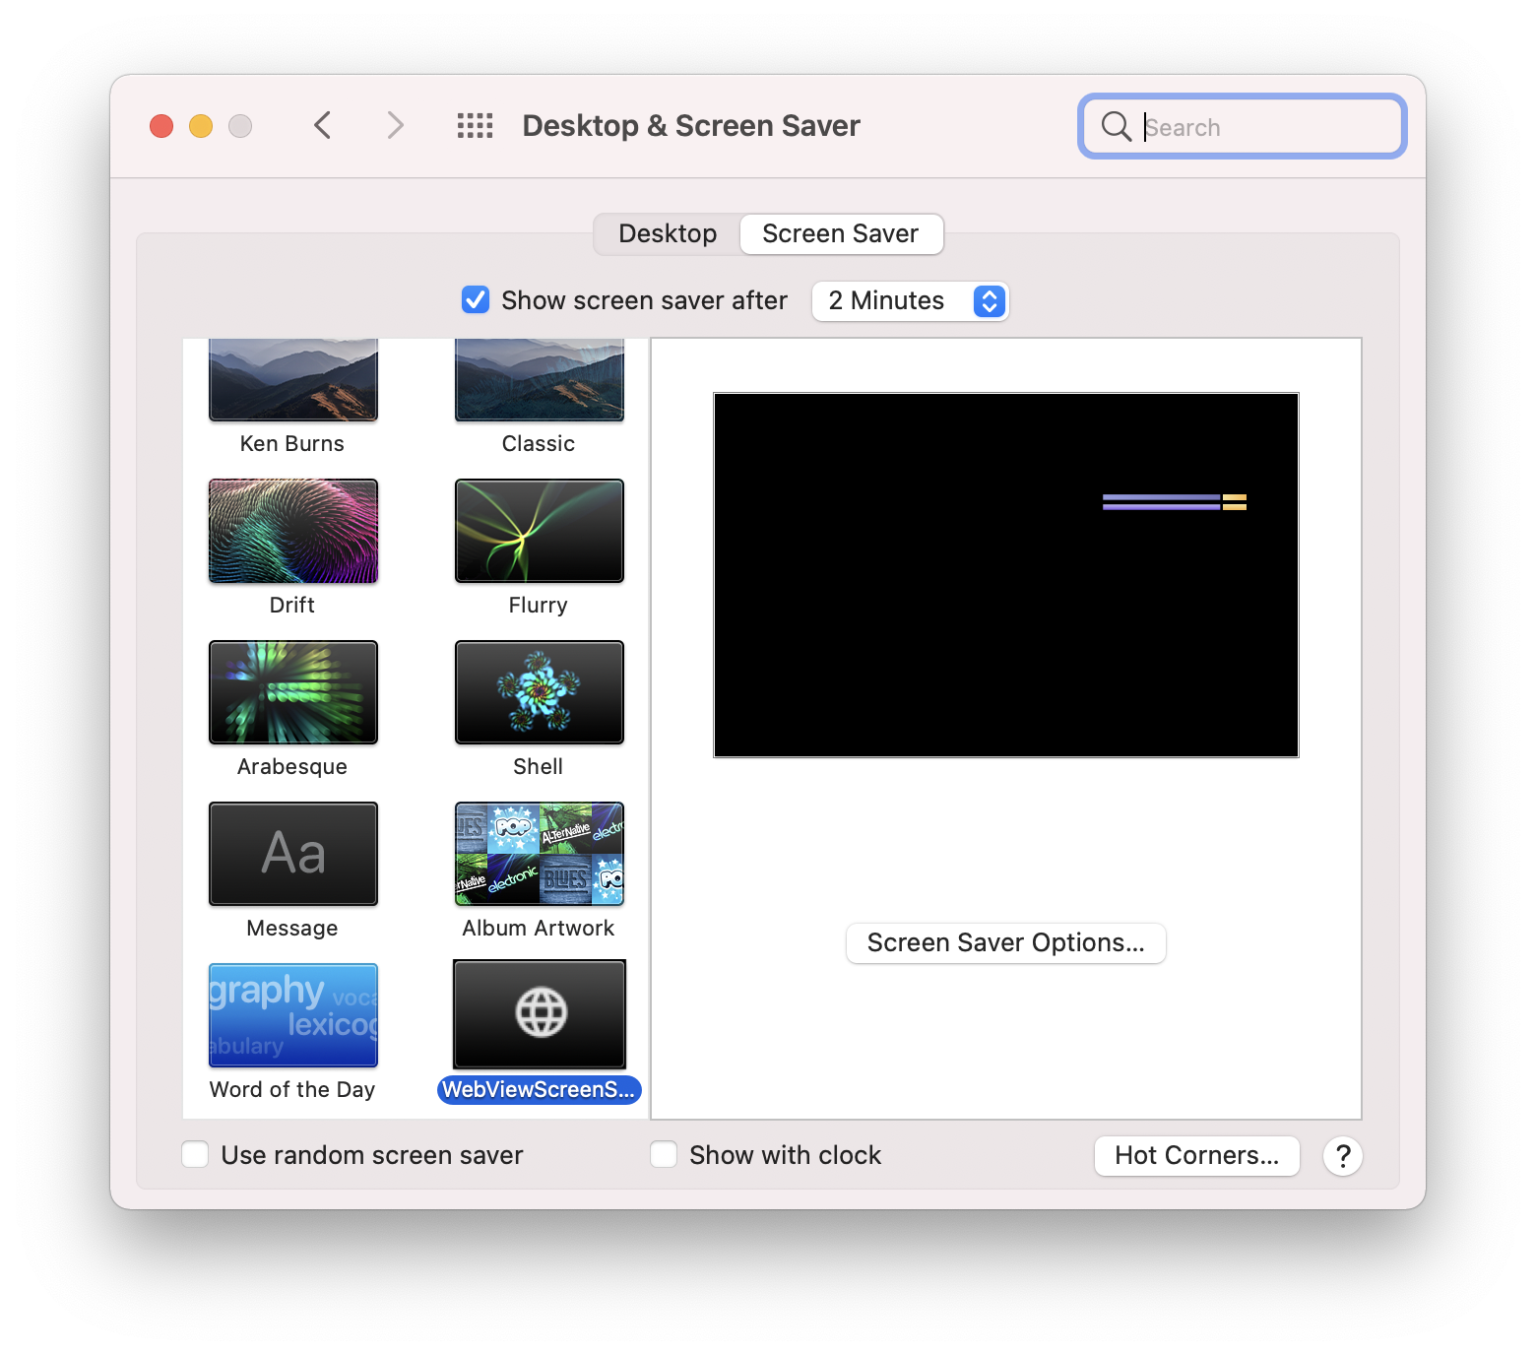 Desktop & Screen Saver
Search
Desktop
Screen Saver
Show screen saver after
2 Minutes
Ken Burns
Classic
Drift
Flurry
Arabesque
Shell
Aa
POP
AlterNative
electronic
BLUES
Message
Album Artwork
graphy
voca
lexicog
abulary
Word of the Day
WebViewScreenS...
Screen Saver Options...
Use random screen saver
Show with clock
Hot Corners...
?